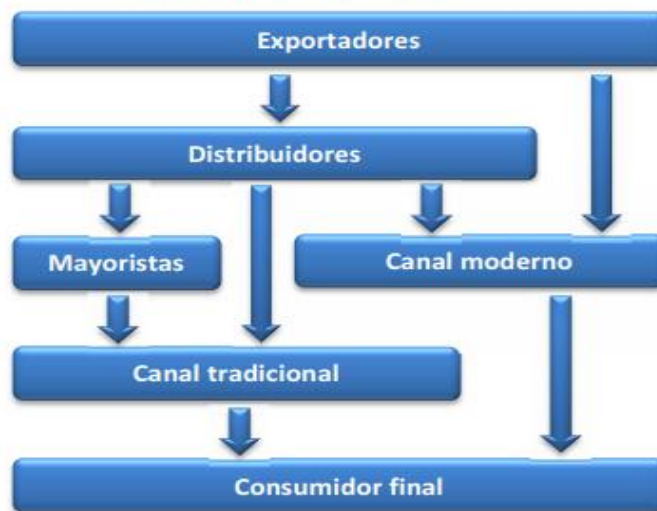 Exportadores
Distribuidores
Mayoristas
Canal moderno
Canal tradicional
Consumidor final